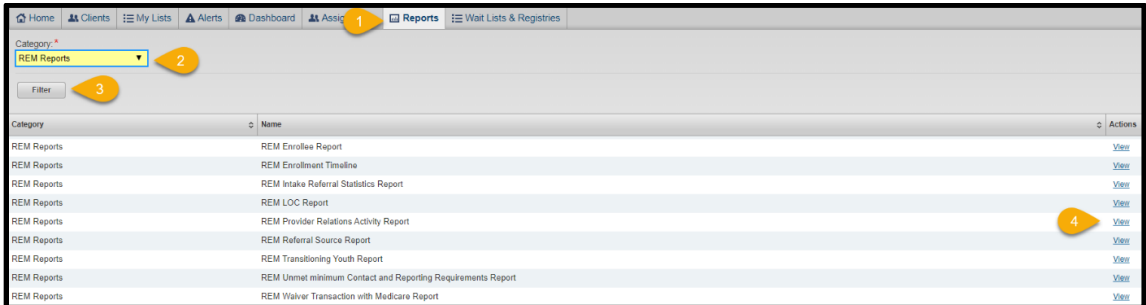 Home Clients My Lists Alerts Dashboard 1 Reports Wait Lists & Registries
Category:*
REM Reports 2
Filter 3
Category Name Actions
REM Reports REM Enrollee Report View
REM Reports REM Enrollment Timeline View
REM Reports REM Intake Referral Statistics Report View
REM Reports REM LOC Report View
REM Reports REM Provider Relations Activity Report 4 View
REM Reports REM Referral Source Report View
REM Reports REM Transitioning Youth Report View
REM Reports REM Unmet minimum Contact and Reporting Requirements Report View
REM Reports REM Waiver Transaction with Medicare Report View